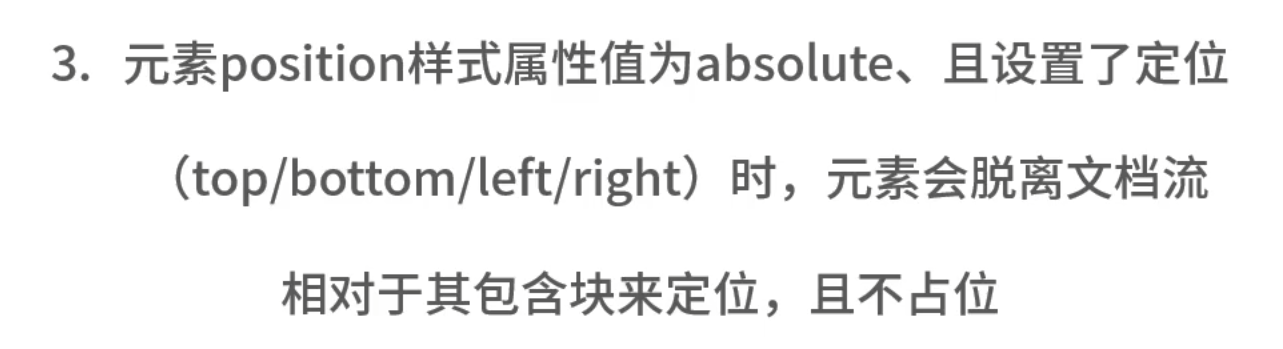 3. 元素position样式属性值为absolute、且设置了定位
（top/bottom/left/right）时，元素会脱离文档流
相对于其包含块来定位，且不占位